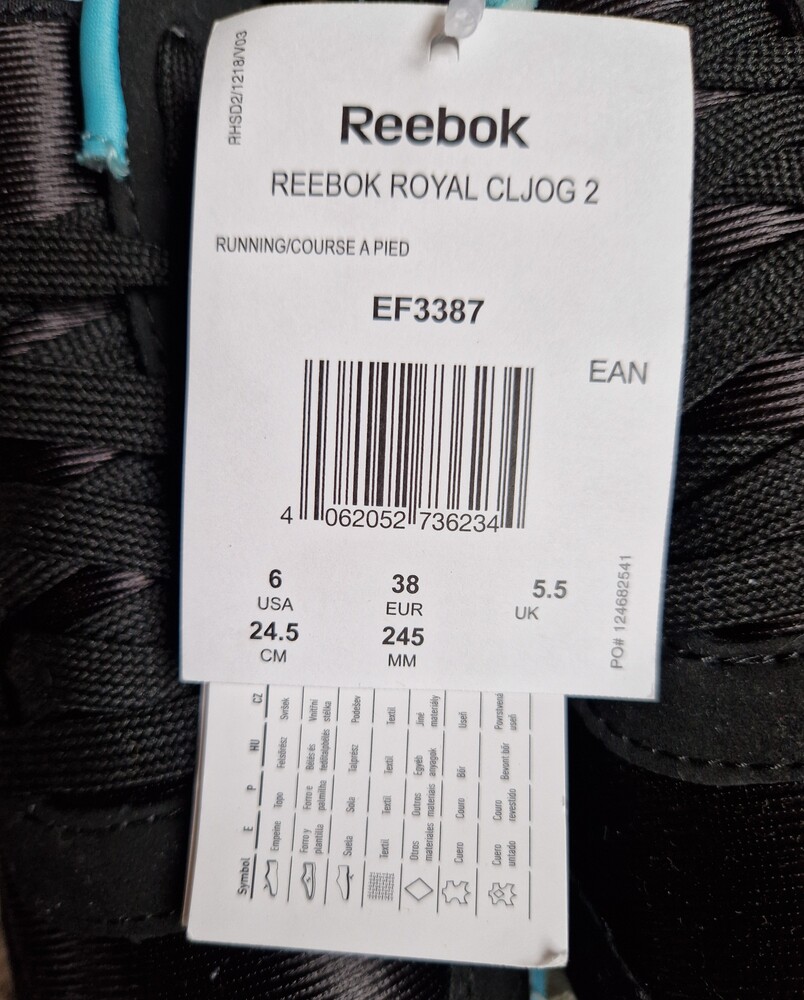 RHSD2/1218/V03
Reebok
REEBOK ROYAL CLJOG 2
RUNNING/COURSE A PIED
EF3387
EAN
4 062052 736234
6 38 5.5
USA EUR UK
24.5 245
CM MM
PO# 124682541
Symbol E P HU CZ
Empeine Topo Felsőrész Svršek
Forro y plantilla Forro e palmilha Bélés és fedőtalpbélés Vnitřní stélka
Suela Sola Talprész Podešev
Textil Textil Textil Textil
Otros materiales Outros materiais Egyéb anyagok Jiné materiály
Cuero Couro Bőr Useň
Cuero untado Couro revestido Bevont bőr useň